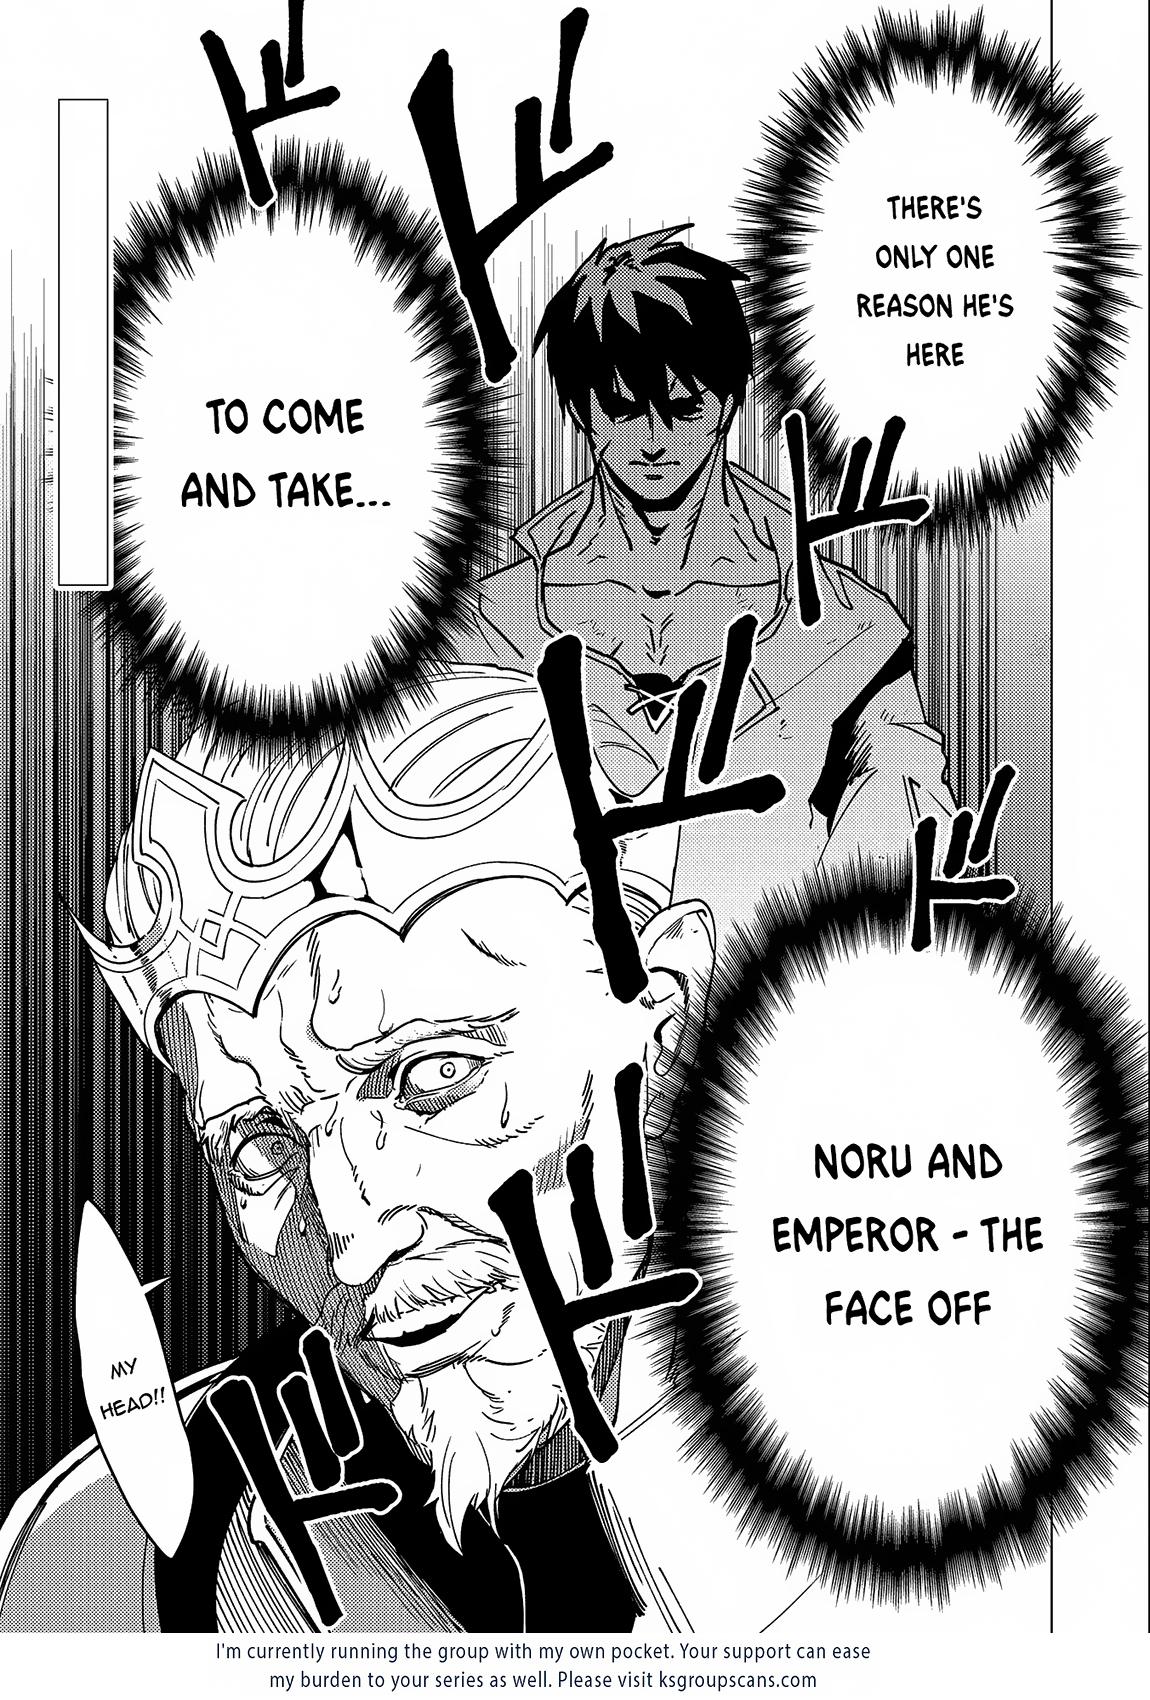 THERE'S
ONLY ONE
REASON HE'S
HERE
TO COME
AND TAKE...
ド
ド
ド
ド
ド
ド
ド
NORU AND
EMPEROR - THE
FACE OFF
MY
HEAD!!
I'm currently running the group with my own pocket. Your support can ease
my burden to your series as well. Please visit ksgroupscans.com